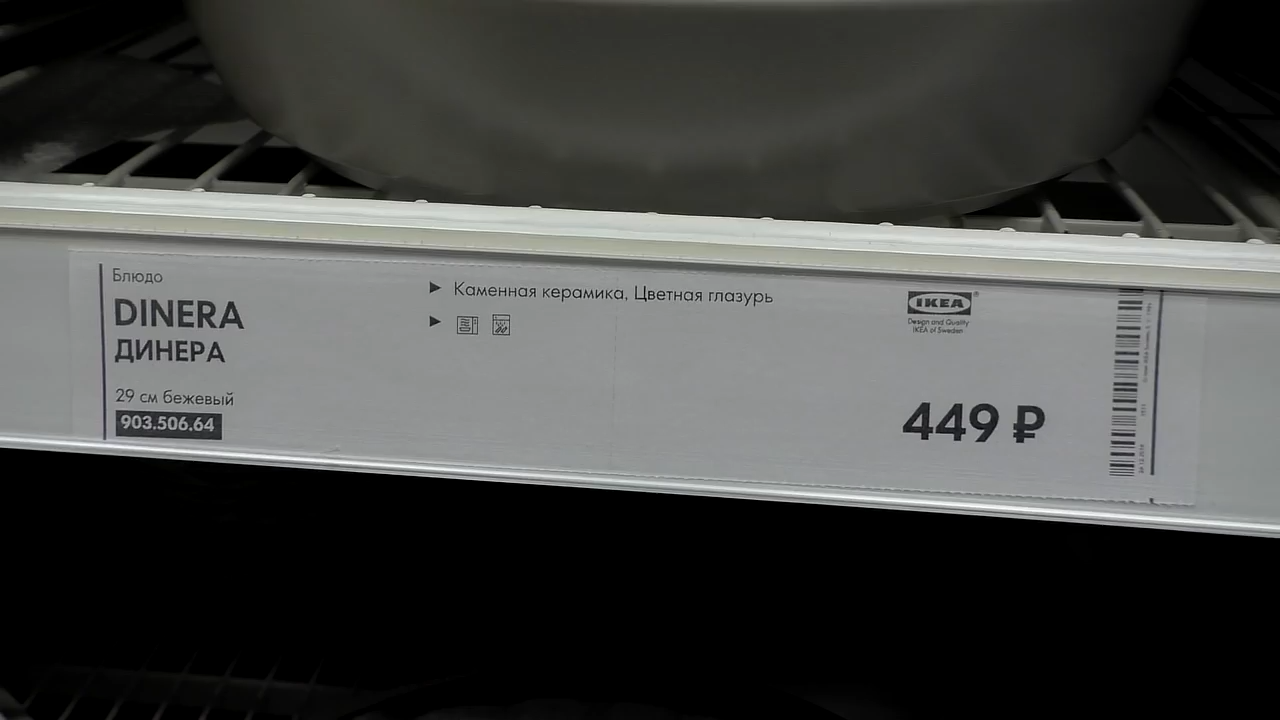 Блюдо
DINERA
ДИНЕРА
29 см бежевый
903.506.64
Каменная керамика, Цветная глазурь
IKEA
Design and Quality
IKEA of Sweden
449 ₽